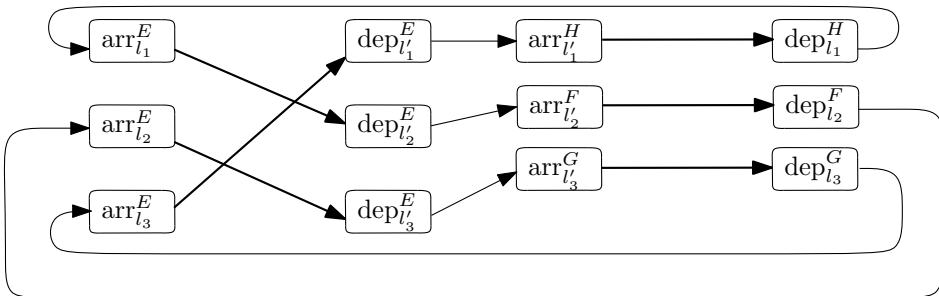 arr^E_{l_1} dep^E_{l'_1} arr^H_{l'_1} dep^H_{l_1}
arr^E_{l_2} dep^E_{l'_2} arr^F_{l'_2} dep^F_{l_2}
arr^E_{l_3} dep^E_{l'_3} arr^G_{l'_3} dep^G_{l_3}